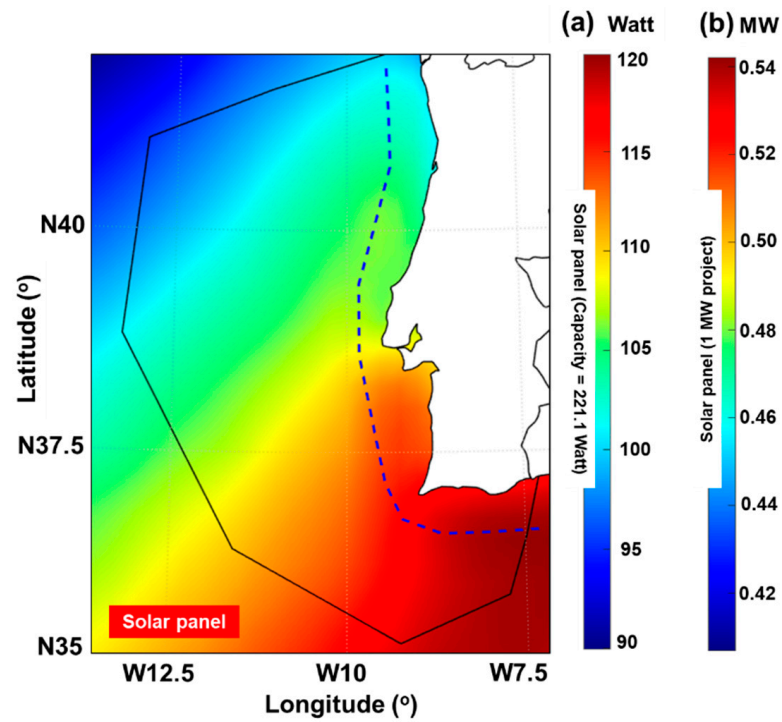 (a) Watt
(b) MW
N40
N37.5
N35
Latitude (º)
W12.5
W10
W7.5
Longitude (º)
Solar panel
120
115
110
105
100
95
90
Solar panel (Capacity = 221.1 Watt)
0.54
0.52
0.50
0.48
0.46
0.44
0.42
Solar panel (1 MW project)